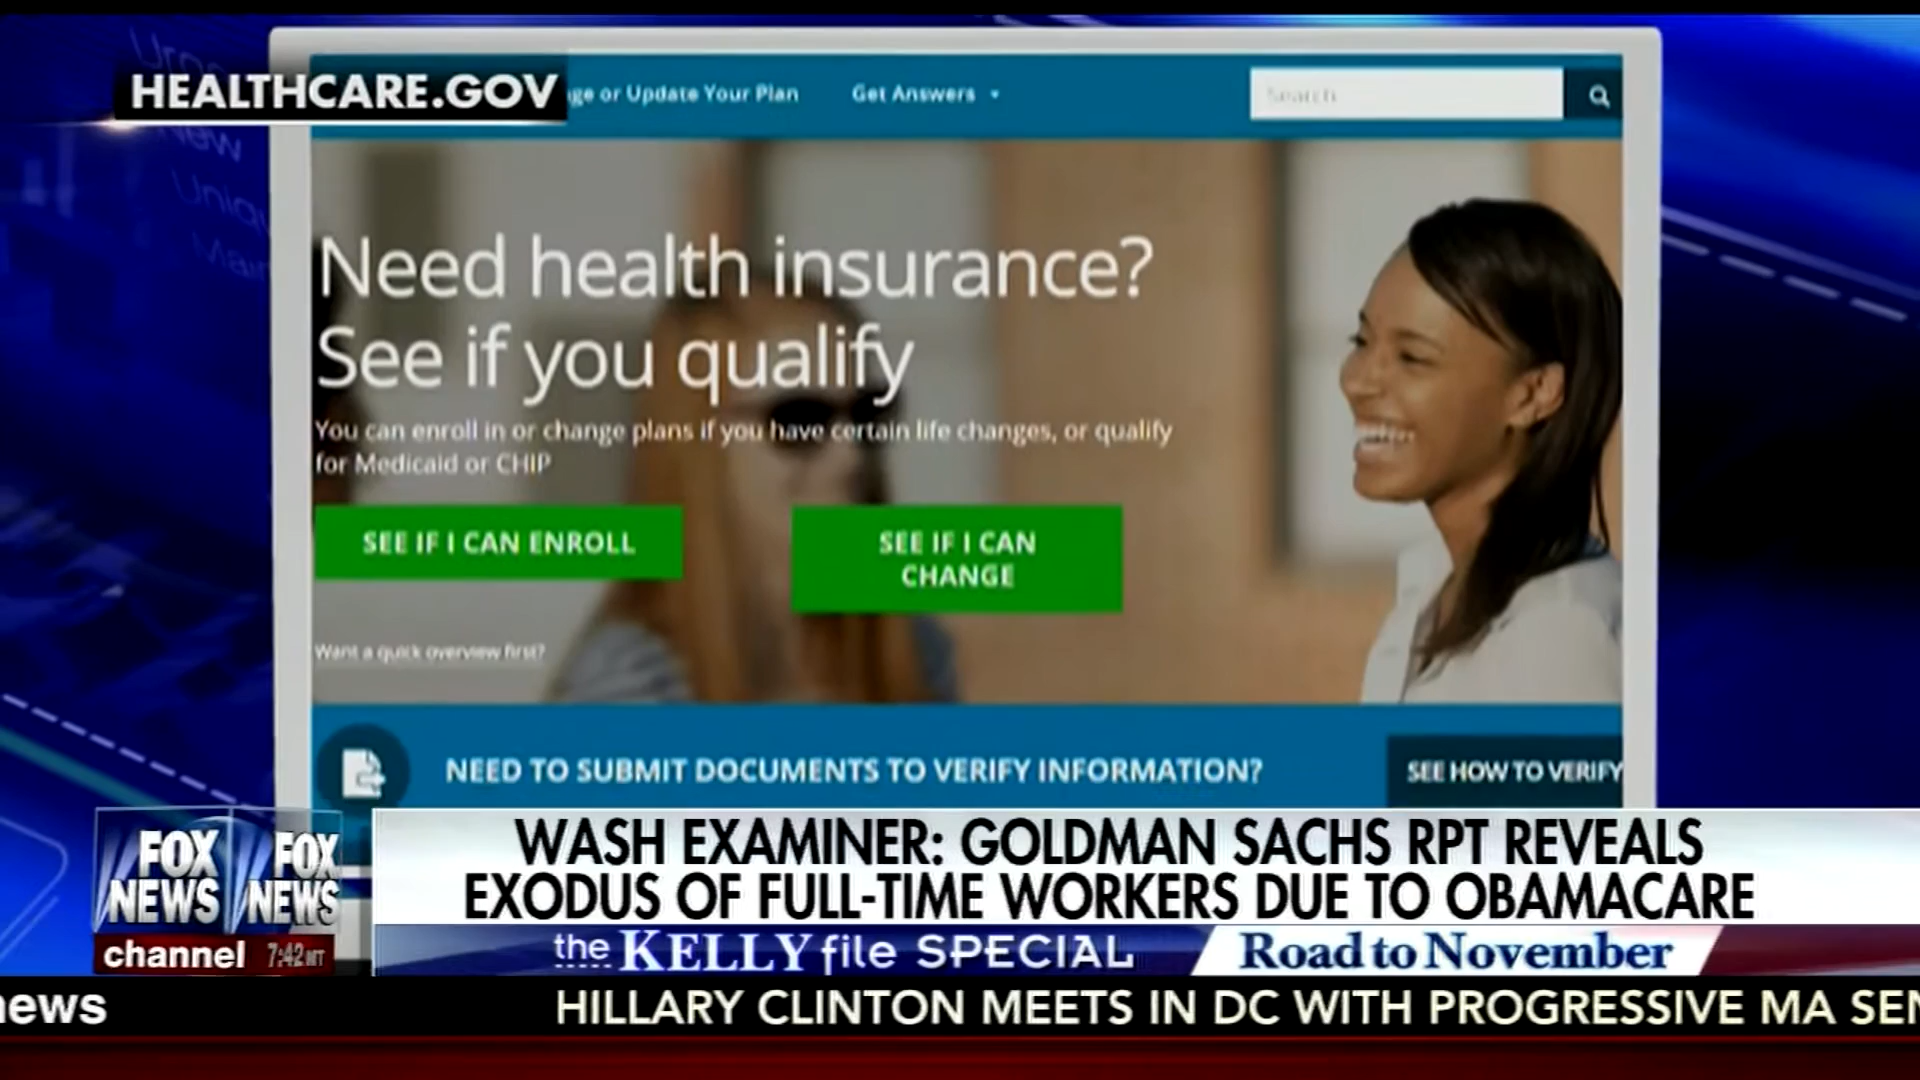 HEALTHCARE.GOV
ge or Update Your Plan
Get Answers
Search
Need health insurance?
See if you qualify
You can enroll in or change plans if you have certain life changes, or qualify
for Medicaid or CHIP
SEE IF I CAN ENROLL
SEE IF I CAN
CHANGE
Want a quick overview first?
NEED TO SUBMIT DOCUMENTS TO VERIFY INFORMATION?
SEE HOW TO VERIFY
WASH EXAMINER: GOLDMAN SACHS RPT REVEALS
EXODUS OF FULL-TIME WORKERS DUE TO OBAMACARE
FOX NEWS
FOX NEWS
channel
7:42 MT
the KELLY file SPECIAL
Road to November
news
HILLARY CLINTON MEETS IN DC WITH PROGRESSIVE MA SEN